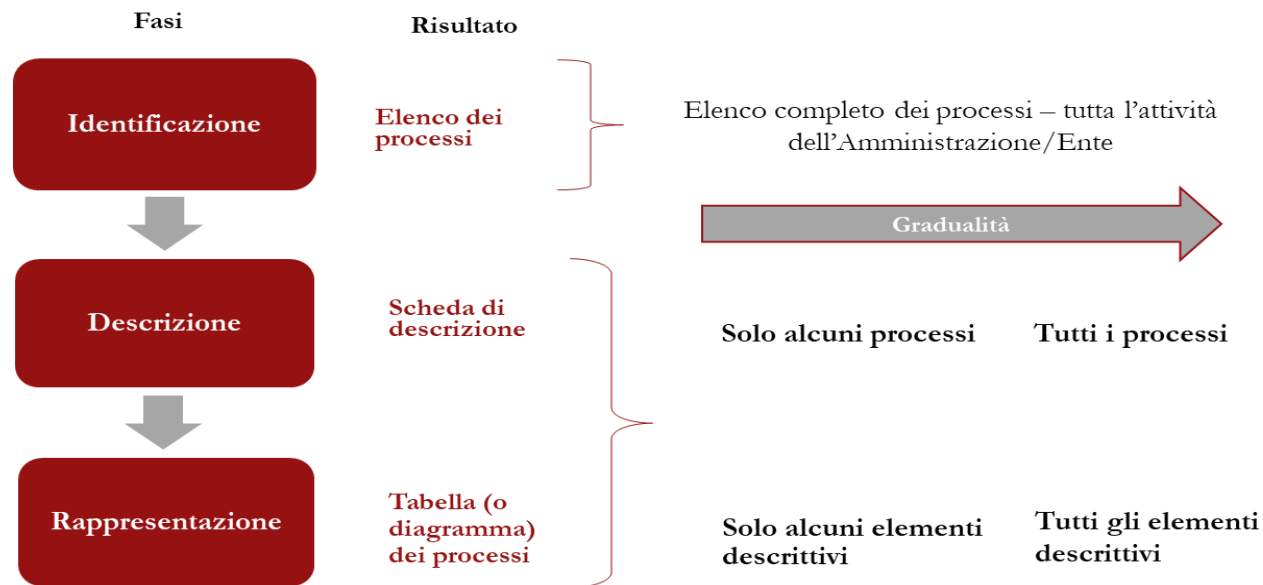 Fasi
Risultato
Identificazione
Elenco dei
processi
Elenco completo dei processi – tutta l’attività
dell’Amministrazione/Ente
Gradualità
Descrizione
Scheda di
descrizione
Solo alcuni processi
Tutti i processi
Rappresentazione
Tabella (o
diagramma)
dei processi
Solo alcuni elementi
descrittivi
Tutti gli elementi
descrittivi